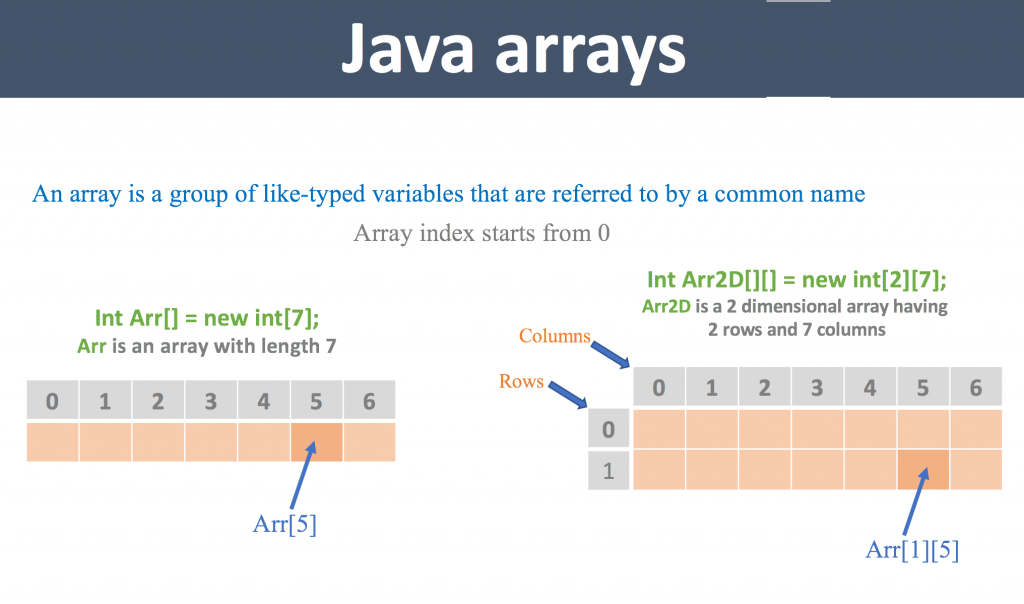 Java arrays
An array is a group of like-typed variables that are referred to by a common name
Array index starts from 0
Int Arr[] = new int[7];
Arr is an array with length 7
0 1 2 3 4 5 6
Arr[5]
Int Arr2D[][] = new int[2][7];
Arr2D is a 2 dimensional array having
2 rows and 7 columns
Columns
Rows
0 1 2 3 4 5 6
0
1
Arr[1][5]